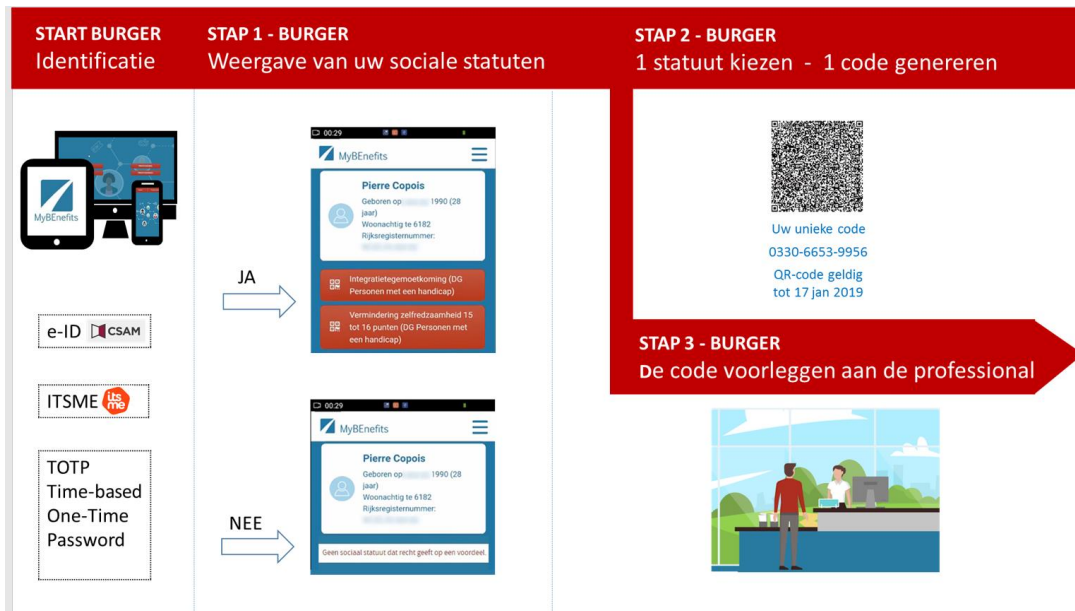 START BURGER
Identificatie
STAP 1 - BURGER
Weergave van uw sociale statuten
STAP 2 - BURGER
1 statuut kiezen - 1 code genereren
MyBEnefits
e-ID CSAM
ITSME its me
TOTP
Time-based
One-Time
Password
JA
00:29
MyBEnefits
Pierre Copois
Geboren op 1990 (28
jaar)
Woonachtig te 6182
Rijksregisternummer:
Integratietegemoetkoming (DG
Personen met een handicap)
Vermindering zelfredzaamheid 15
tot 16 punten (DG Personen met
een handicap)
NEE
00:29
MyBEnefits
Pierre Copois
Geboren op 1990 (28
jaar)
Woonachtig te 6182
Rijksregisternummer:
Geen sociaal statuut dat recht geeft op een voordeel.
Uw unieke code
0330-6653-9956
QR-code geldig
tot 17 jan 2019
STAP 3 - BURGER
De code voorleggen aan de professional